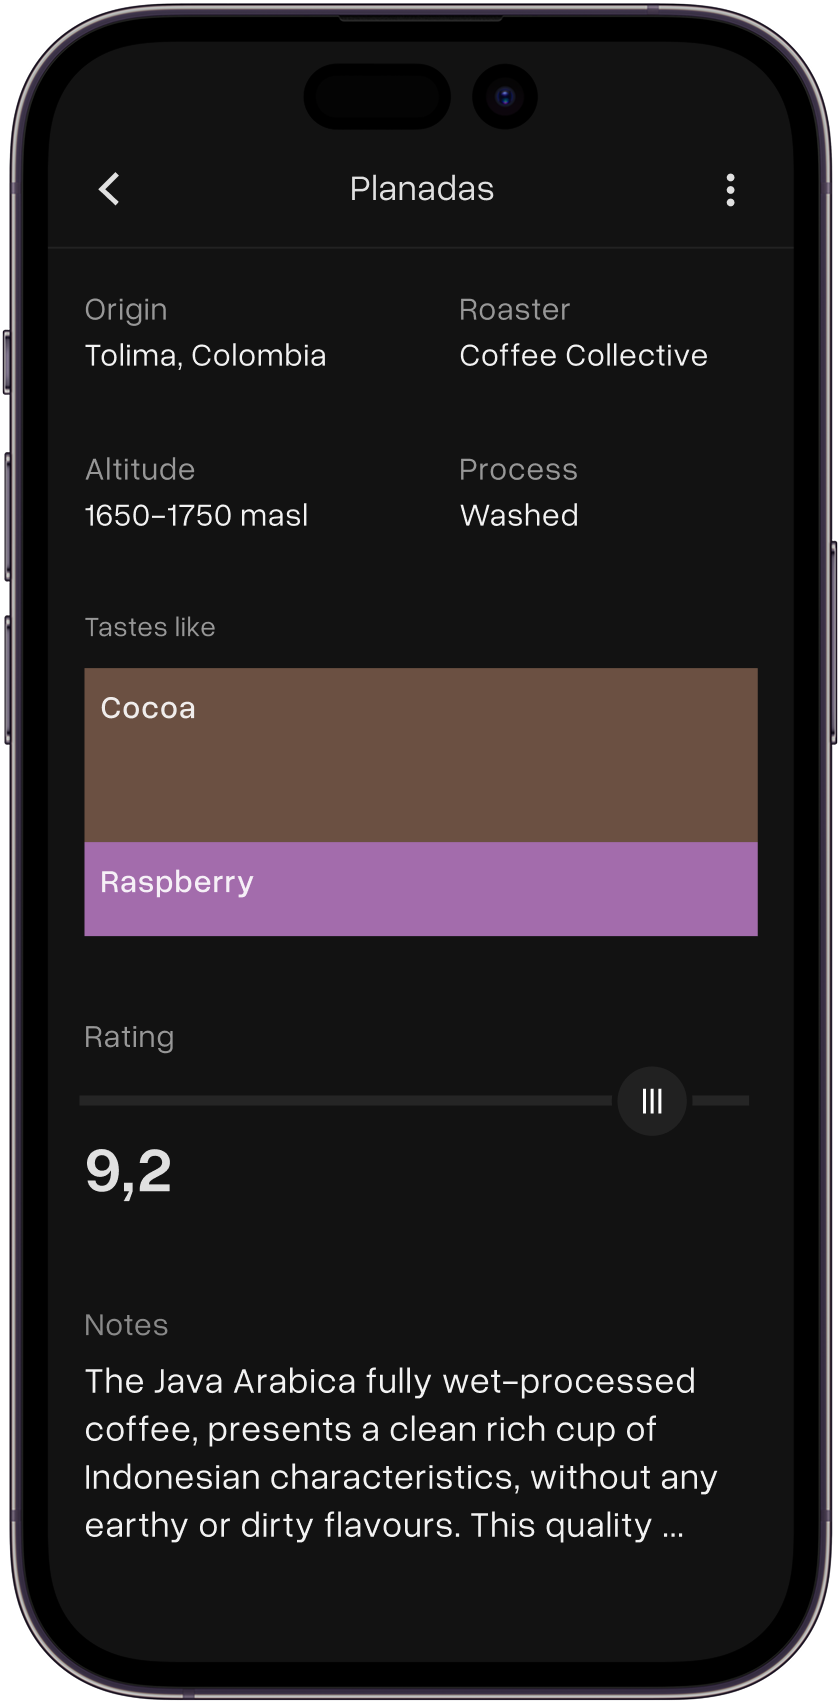 Planadas
Origin
Tolima, Colombia
Roaster
Coffee Collective
Altitude
1650–1750 masl
Process
Washed
Tastes like
Cocoa
Raspberry
Rating
9,2
Notes
The Java Arabica fully wet–processed
coffee, presents a clean rich cup of
Indonesian characteristics, without any
earthy or dirty flavours. This quality ...